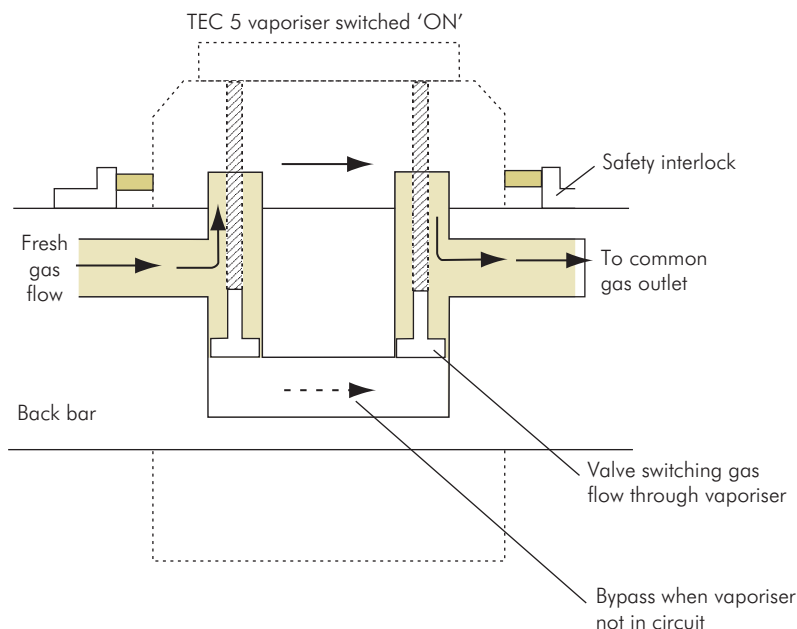 TEC 5 vaporiser switched ‘ON’
Safety interlock
Fresh
gas
flow
To common
gas outlet
Back bar
Valve switching gas
flow through vaporiser
Bypass when vaporiser
not in circuit